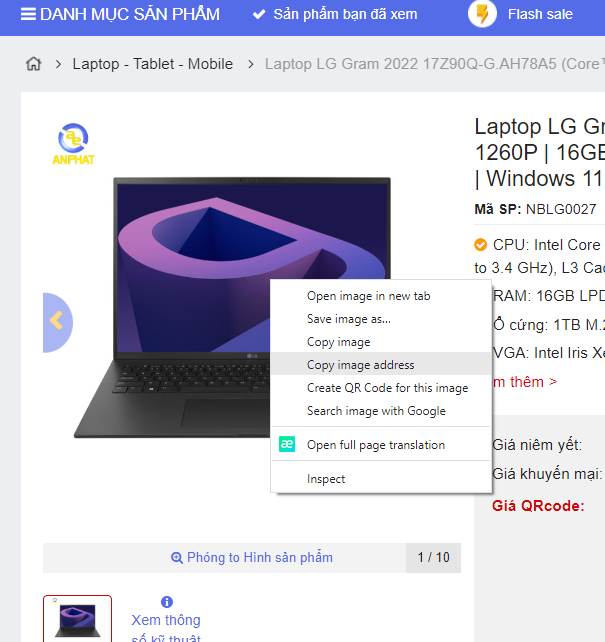 DANH MỤC SẢN PHẨM
Sản phẩm bạn đã xem
Flash sale
Laptop - Tablet - Mobile
Laptop LG Gram 2022 17Z90Q-G.AH78A5 (Core
ae
ANPHAT
LG
Open image in new tab
Save image as...
Copy image
Copy image address
Create QR Code for this image
Search image with Google
æ Open full page translation
Inspect
Phóng to Hình sản phẩm
1 / 10
Xem thông
số kỹ thuật
Laptop LG Gr
1260P | 16GB
| Windows 11
Mã SP: NBLG0027
CPU: Intel Core
to 3.4 GHz), L3 Cac
RAM: 16GB LPD
Ổ cứng: 1TB M.2
VGA: Intel Iris Xe
m thêm >
Giá niêm yết:
Giá khuyến mại:
Giá QRcode: